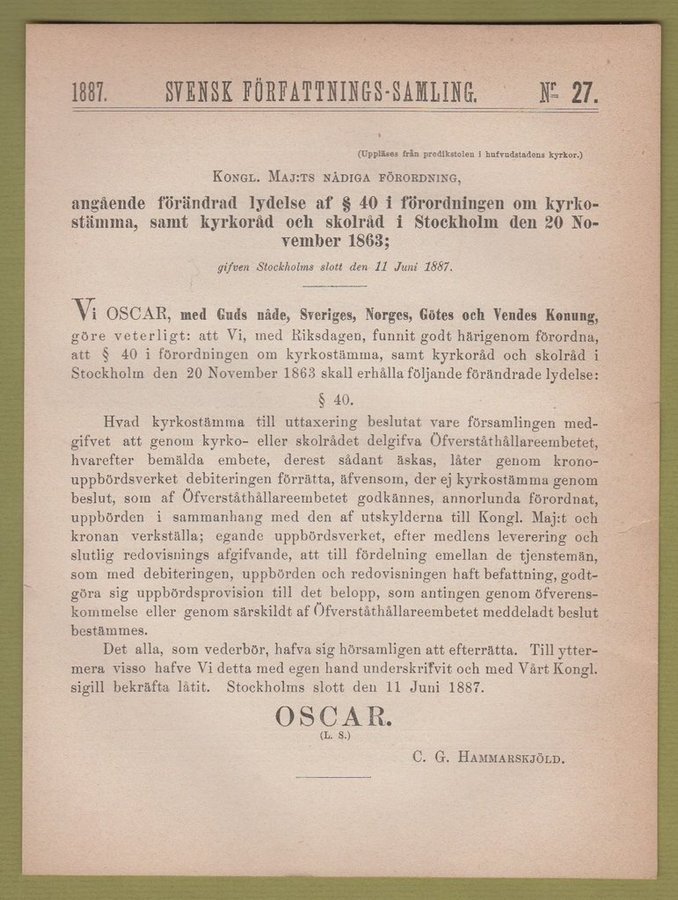 1887. SVENSK FÖRFATTNINGS-SAMLING. Nr 27.
(Uppläses från predikstolen i hufvudstadens kyrkor.)
KONGL. MAJ:TS NÅDIGA FÖRORDNING,
angående förändrad lydelse af § 40 i förordningen om kyrko-
stämma, samt kyrkoråd och skolråd i Stockholm den 20 No-
vember 1863;
gifven Stockholms slott den 11 Juni 1887.
Vi OSCAR, med Guds nåde, Sveriges, Norges, Götes och Vendes Konung,
göre veterligt: att Vi, med Riksdagen, funnit godt härigenom förordna,
att § 40 i förordningen om kyrkostämma, samt kyrkoråd och skolråd i
Stockholm den 20 November 1863 skall erhålla följande förändrade lydelse:
§ 40.
Hvad kyrkostämma till uttaxering beslutat vare församlingen med-
gifvet att genom kyrko- eller skolrådet delgifva Öfverståthållareembetet,
hvarefter bemälda embete, derest sådant äskas, låter genom krono-
uppbördsverket debiteringen förrätta, äfvensom, der ej kyrkostämma genom
beslut, som af Öfverståthållareembetet godkännes, annorlunda förordnat,
uppbörden i sammanhang med den af utskylderna till Kongl. Maj:t och
kronan verkställa; egande uppbördsverket, efter medlens leverering och
slutlig redovisnings afgifvande, att till fördelning emellan de tjenstemän,
som med debiteringen, uppbörden och redovisningen haft befattning, godt-
göra sig uppbördsprovision till det belopp, som antingen genom öfverens-
kommelse eller genom särskildt af Öfverståthållareembetet meddeladt beslut
bestämmes.
Det alla, som vederbör, hafva sig hörsamligen att efterrätta. Till ytter-
mera visso hafve Vi detta med egen hand underskrifvit och med Vårt Kongl.
sigill bekräfta låtit. Stockholms slott den 11 Juni 1887.
OSCAR.
(L. S.)
C. G. HAMMARSKJÖLD.